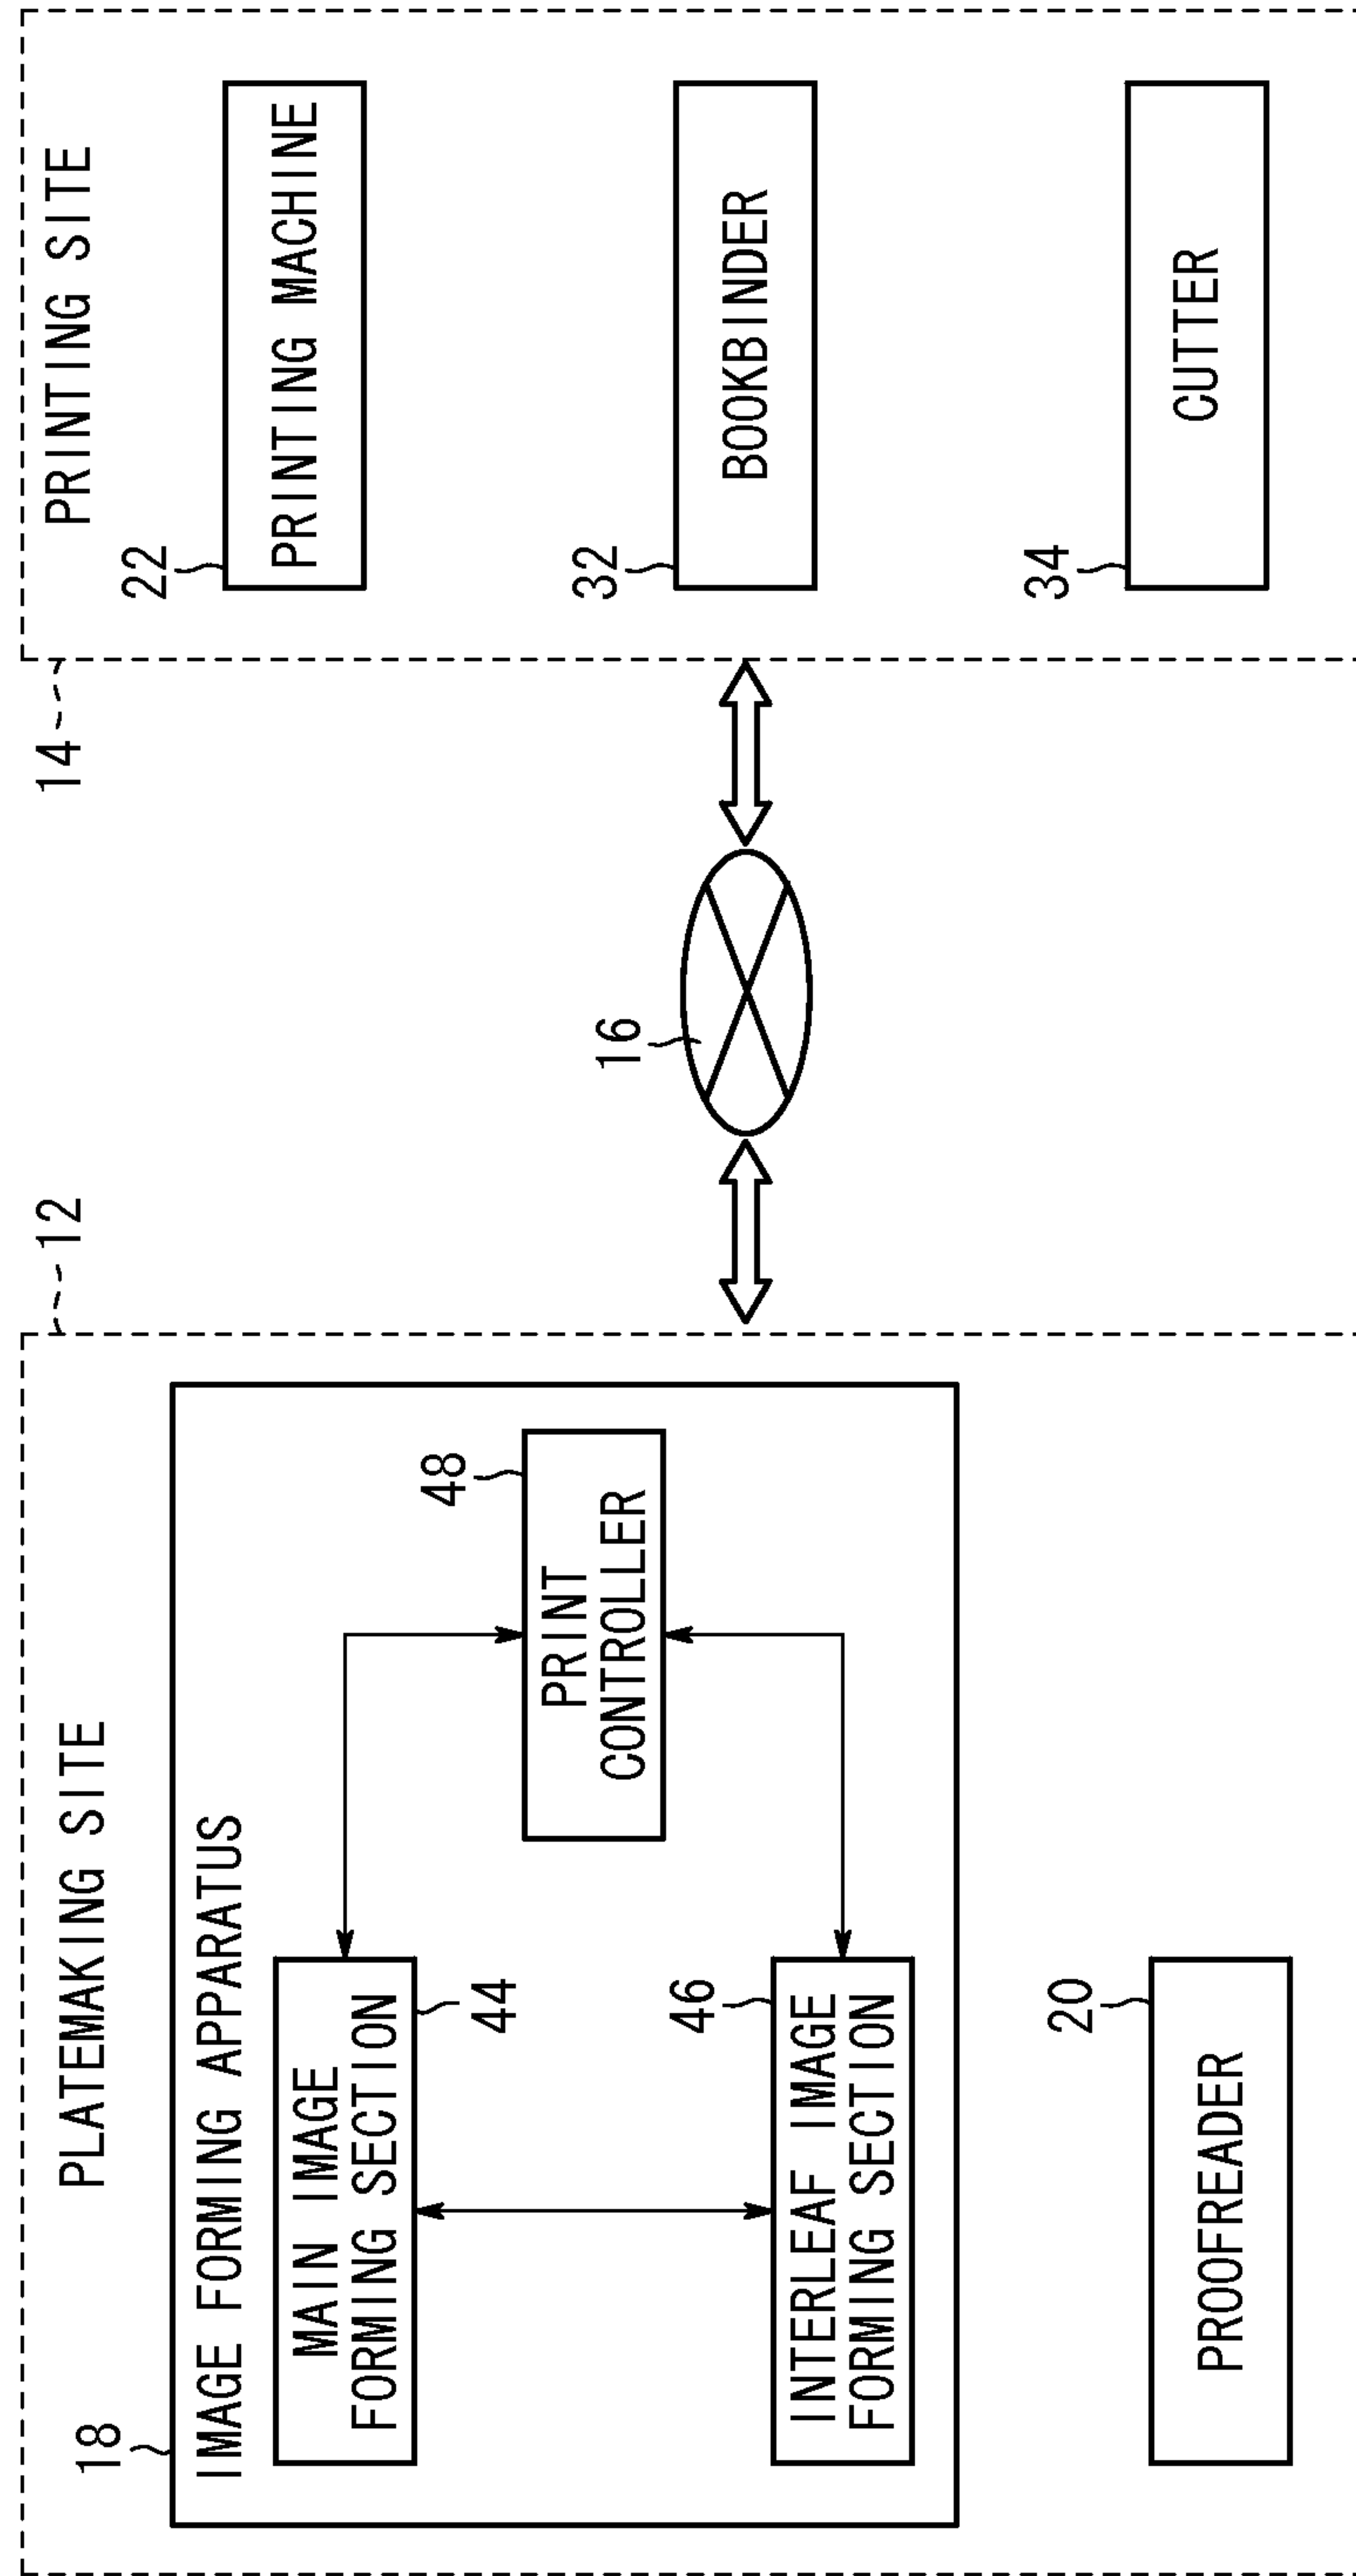 12
PLATEMAKING SITE
18
IMAGE FORMING APPARATUS
MAIN IMAGE
FORMING SECTION
44
48
PRINT
CONTROLLER
46
INTERLEAF IMAGE
FORMING SECTION
20
PROOFREADER
16
14
PRINTING SITE
22
PRINTING MACHINE
32
BOOKBINDER
34
CUTTER